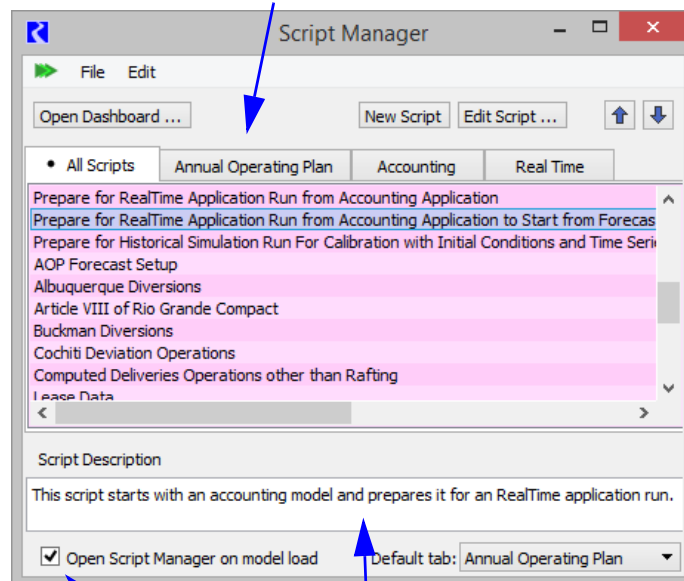 Script Manager
File Edit
Open Dashboard ... New Script Edit Script ...
• All Scripts Annual Operating Plan Accounting Real Time
Prepare for RealTime Application Run from Accounting Application
Prepare for RealTime Application Run from Accounting Application to Start from Forecas
Prepare for Historical Simulation Run For Calibration with Initial Conditions and Time Seri
AOP Forecast Setup
Albuquerque Diversions
Article VIII of Rio Grande Compact
Buckman Diversions
Cochiti Deviation Operations
Computed Deliveries Operations other than Rafting
Lease Data
Script Description
This script starts with an accounting model and prepares it for an RealTime application run.
Open Script Manager on model load Default tab: Annual Operating Plan